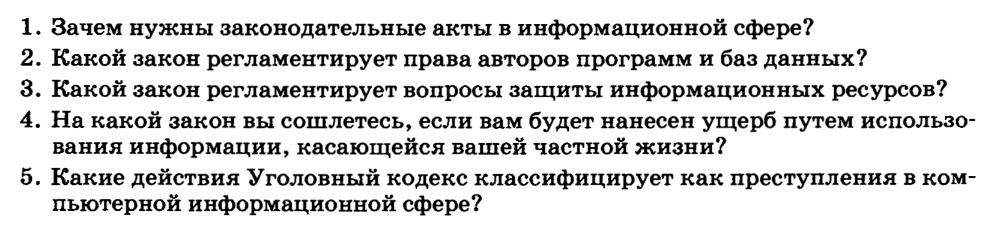 1. Зачем нужны законодательные акты в информационной сфере?
2. Какой закон регламентирует права авторов программ и баз данных?
3. Какой закон регламентирует вопросы защиты информационных ресурсов?
4. На какой закон вы сошлетесь, если вам будет нанесен ущерб путем использо-
вания информации, касающейся вашей частной жизни?
5. Какие действия Уголовный кодекс классифицирует как преступления в ком-
пьютерной информационной сфере?